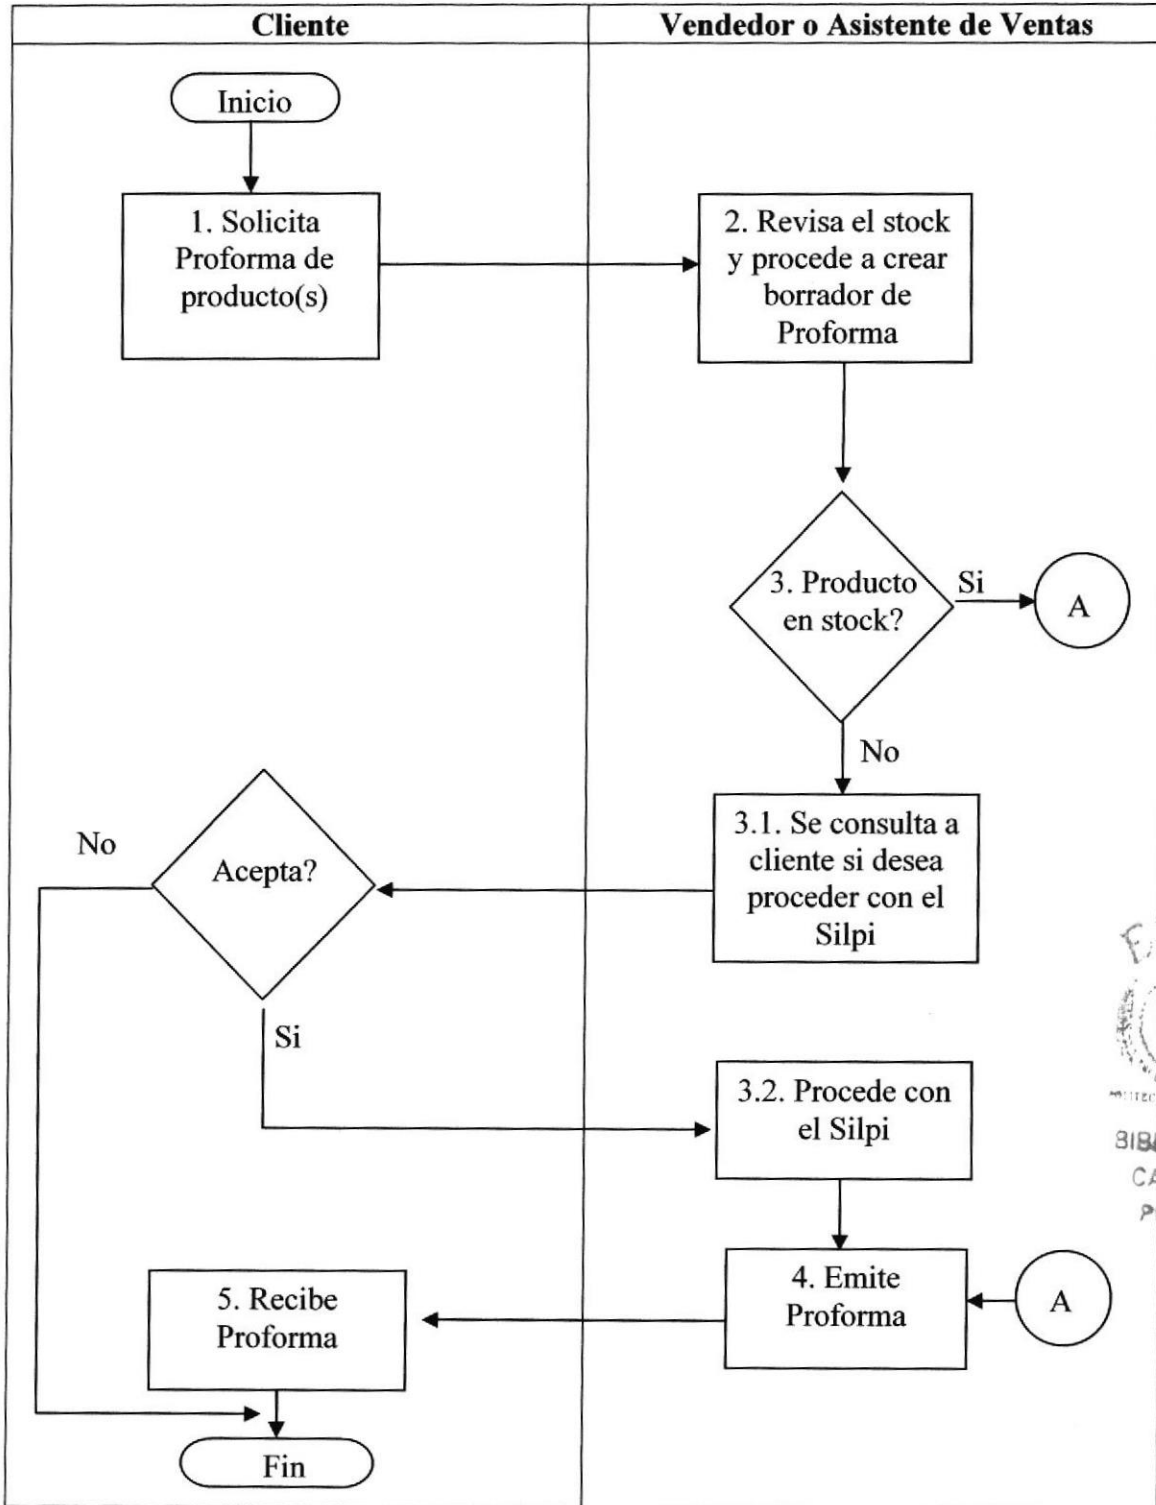 Cliente
Vendedor o Asistente de Ventas
Inicio
1. Solicita
Proforma de
producto(s)
2. Revisa el stock
y procede a crear
borrador de
Proforma
3. Producto
en stock?
Si
A
No
3.1. Se consulta a
cliente si desea
proceder con el
Silpi
Acepta?
No
Si
3.2. Procede con
el Silpi
4. Emite
Proforma
A
5. Recibe
Proforma
Fin